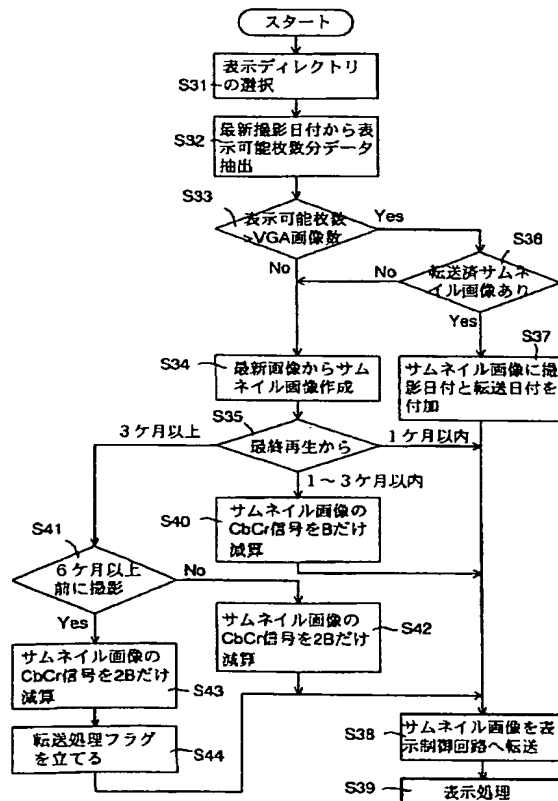 スタート
S31
表示ディレクトリ
の選択
S32
最新撮影日付から表
示可能枚数分データ
抽出
S33
表示可能枚数
>VGA画像数
Yes
No
S36
転送済サムネ
イル画像あり
No
Yes
S37
サムネイル画像に撮
影日付と転送日付を
付加
S34
最新画像からサム
ネイル画像作成
S35
最終再生から
3ケ月以上
1ケ月以内
1～3ケ月以内
S40
サムネイル画像の
CbCr信号をBだけ
減算
S41
6ケ月以上
前に撮影
No
Yes
サムネイル画像の
CbCr信号を2Bだけ
減算
S42
サムネイル画像の
CbCr信号を2Bだけ
減算
S43
転送処理フラグ
を立てる
S44
S38
サムネイル画像を表
示制御回路へ転送
S39
表示処理